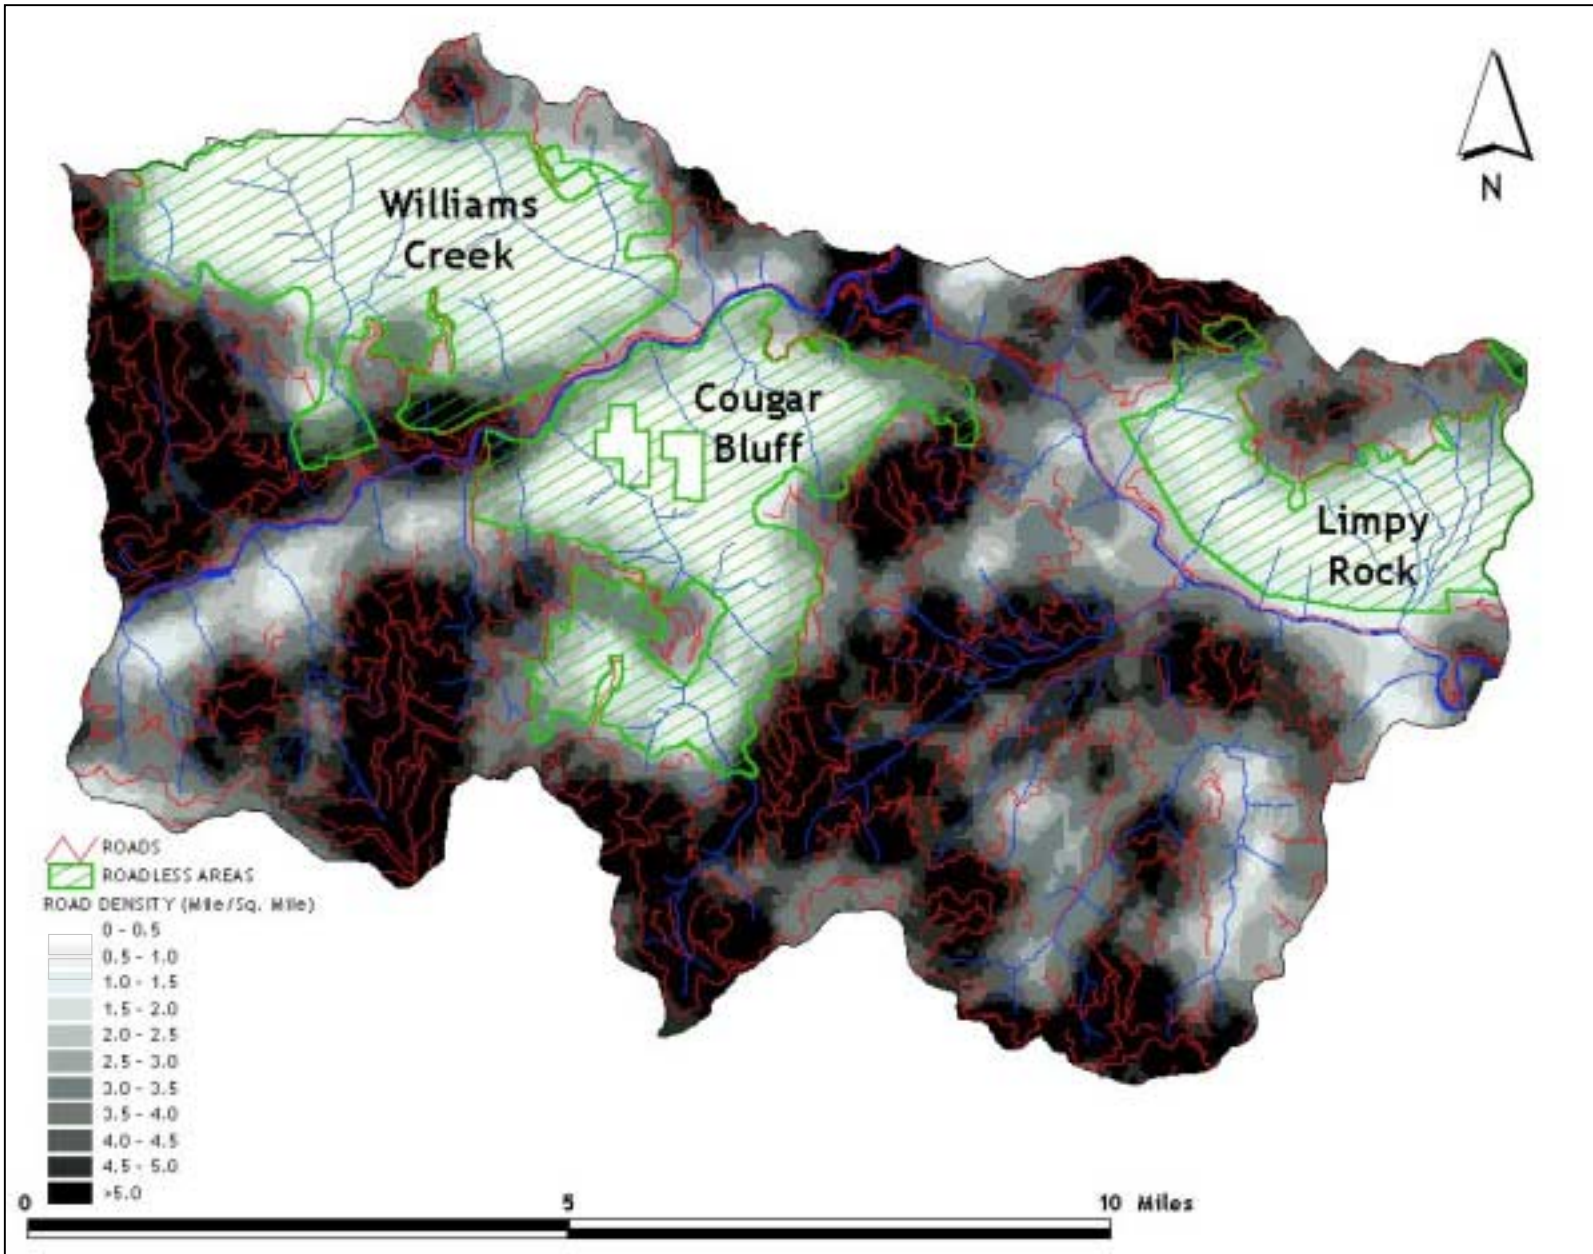 N
Williams
Creek
Cougar
Bluff
Limpy
Rock
ROADS
ROADLESS AREAS
ROAD DENSITY (Mile/Sq. Mile)
0 - 0.5
0.5 - 1.0
1.0 - 1.5
1.5 - 2.0
2.0 - 2.5
2.5 - 3.0
3.0 - 3.5
3.5 - 4.0
4.0 - 4.5
4.5 - 5.0
>5.0
0 5 10 Miles